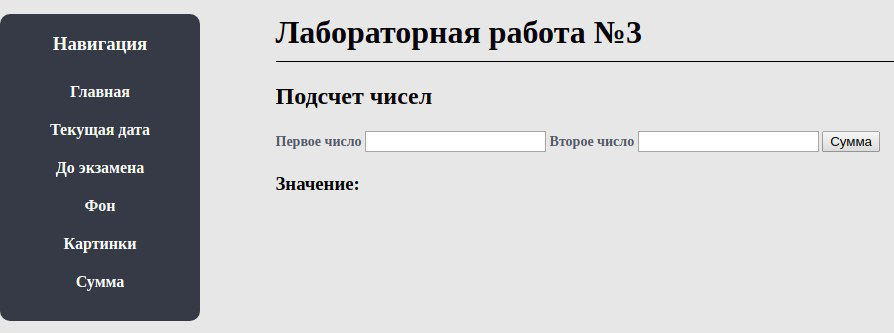 Навигация
Главная
Текущая дата
До экзамена
Фон
Картинки
Сумма
Лабораторная работа №3
Подсчет чисел
Первое число Второе число Сумма
Значение: